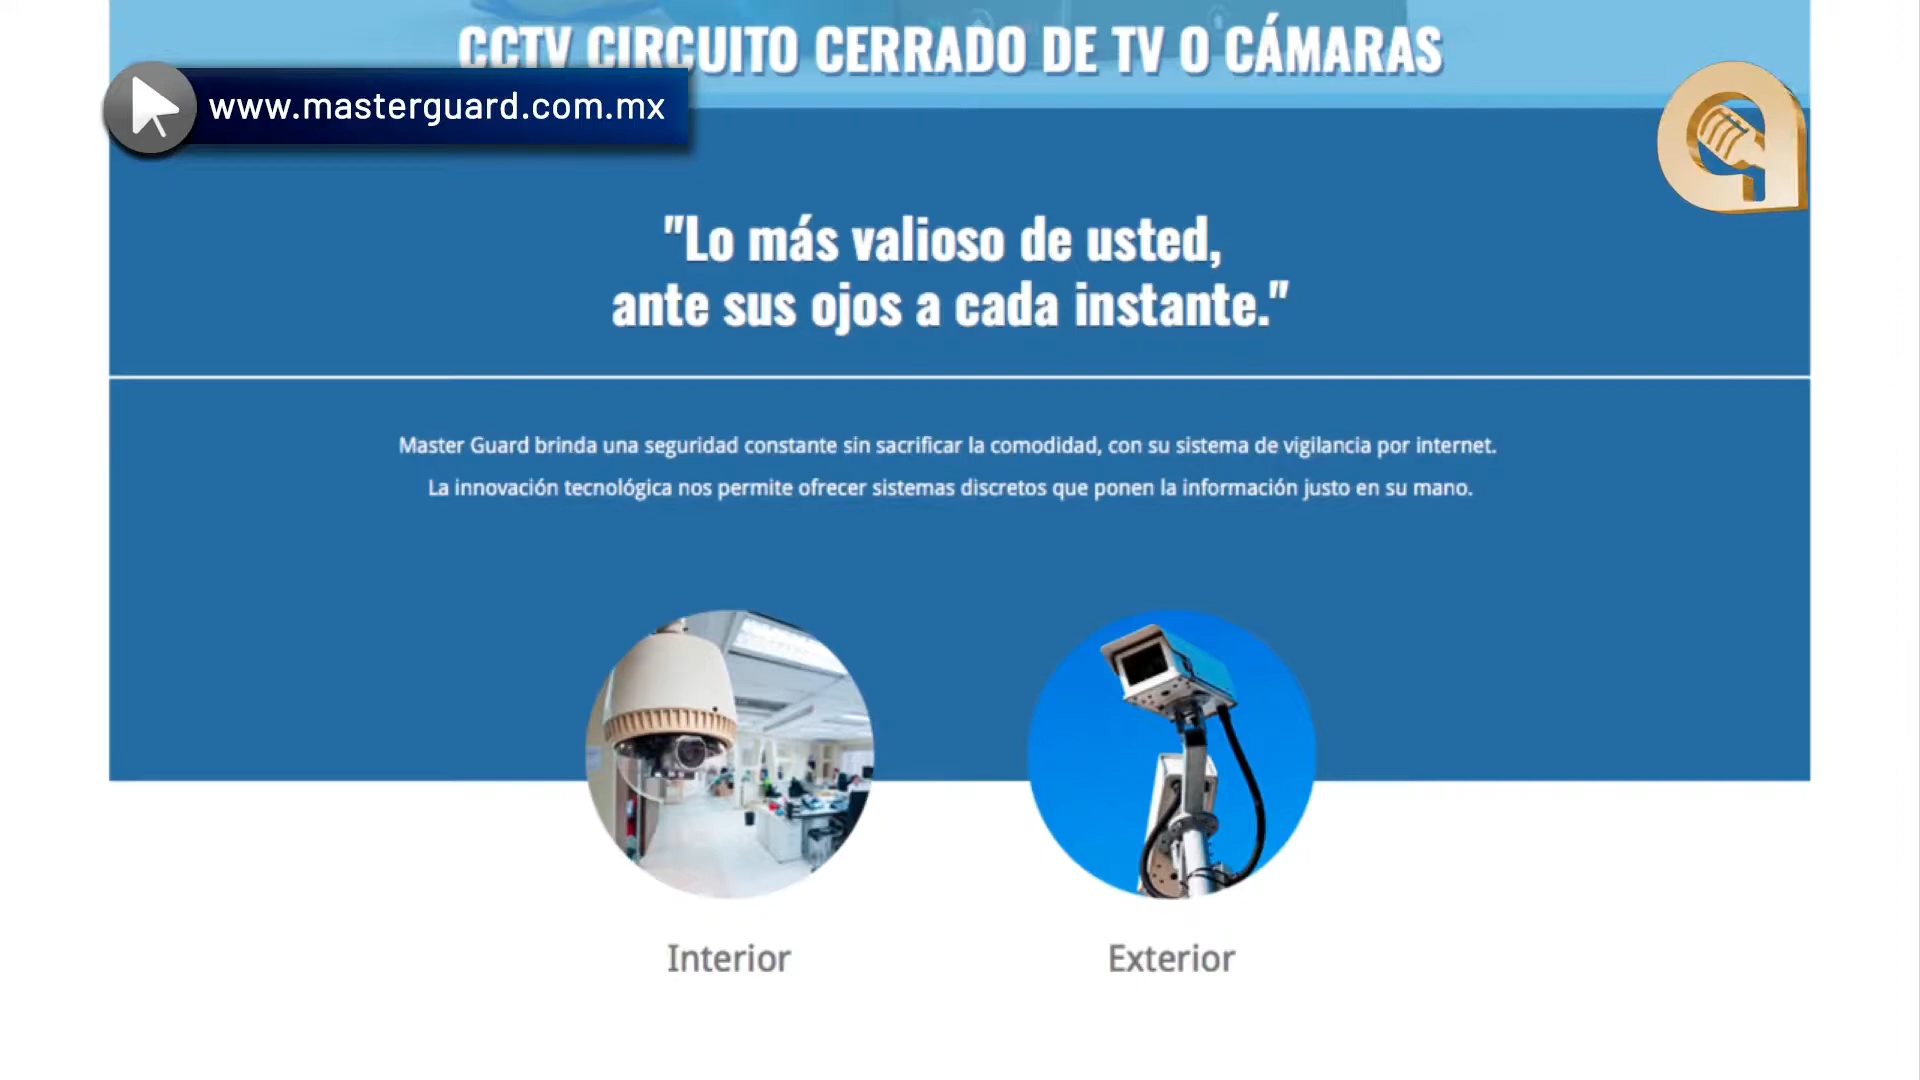 CCTV CIRCUITO CERRADO DE TV O CÁMARAS
www.masterguard.com.mx
"Lo más valioso de usted,
ante sus ojos a cada instante."
Master Guard brinda una seguridad constante sin sacrificar la comodidad, con su sistema de vigilancia por internet.
La innovación tecnológica nos permite ofrecer sistemas discretos que ponen la información justo en su mano.
Interior
Exterior